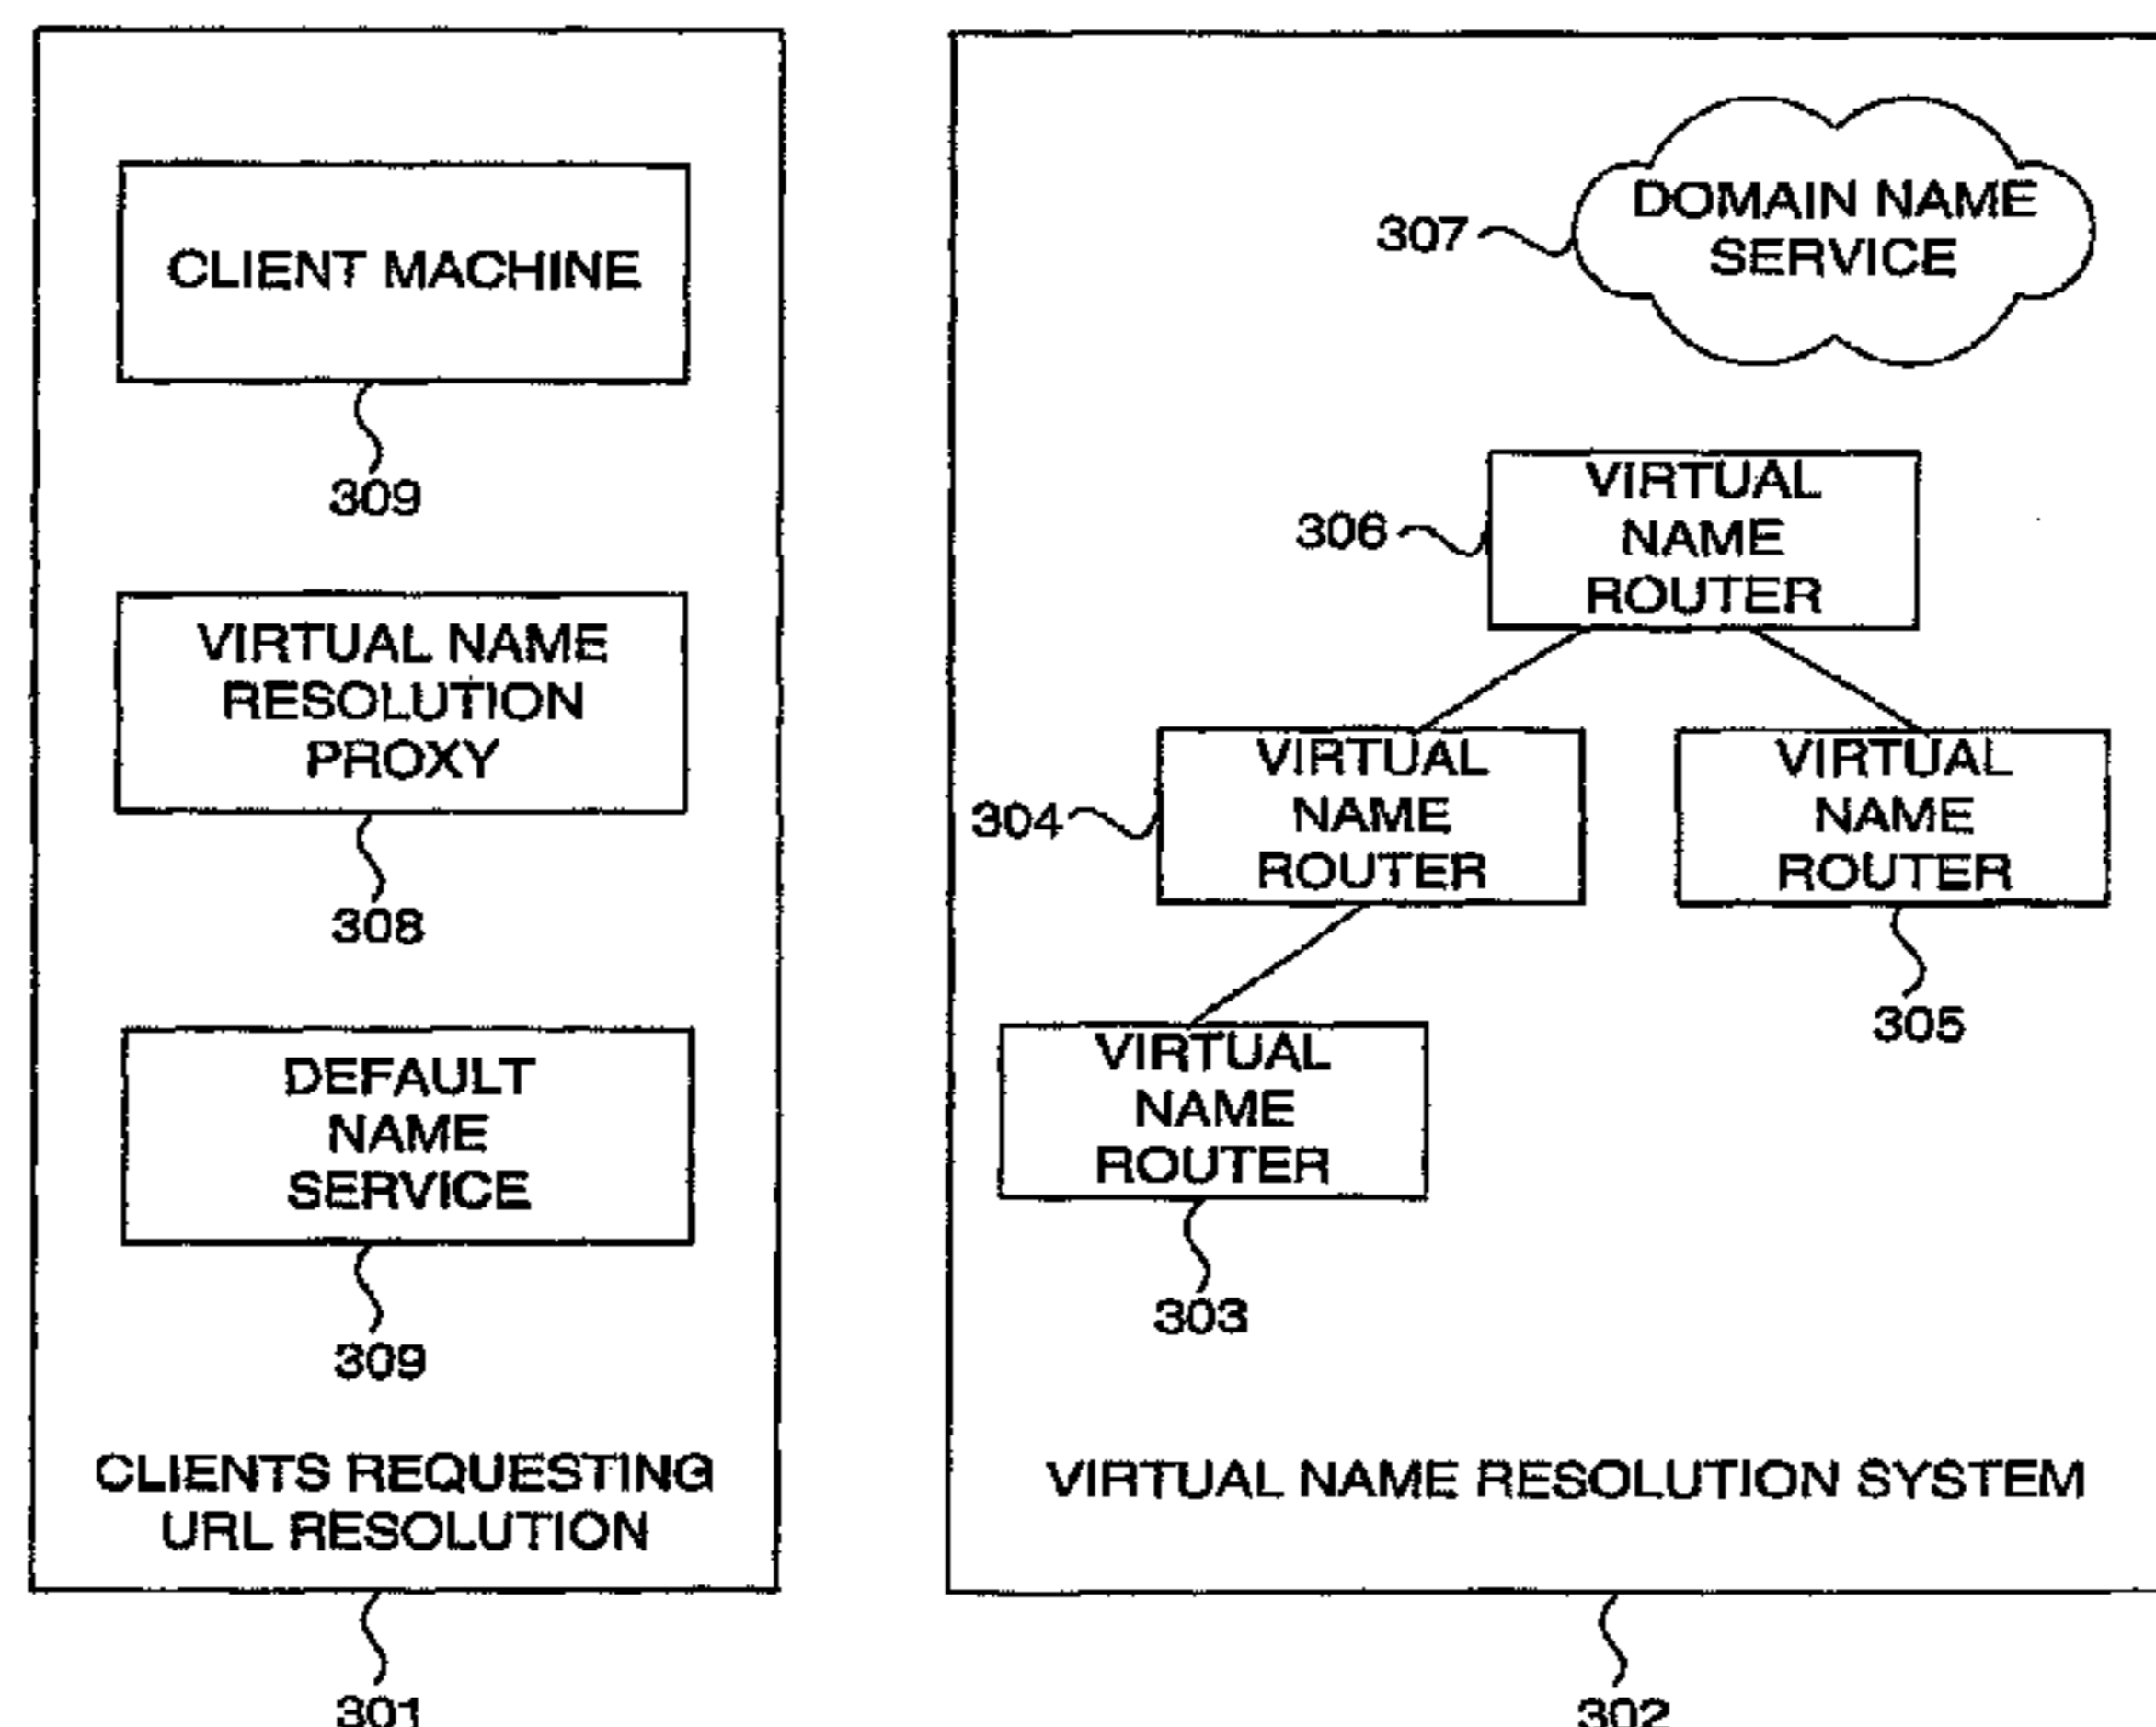 CLIENT MACHINE
309
VIRTUAL NAME
RESOLUTION
PROXY
308
DEFAULT
NAME
SERVICE
309
CLIENTS REQUESTING
URL RESOLUTION
301
DOMAIN NAME
SERVICE
307
VIRTUAL
NAME
ROUTER
306
VIRTUAL
NAME
ROUTER
304
VIRTUAL
NAME
ROUTER
305
VIRTUAL
NAME
ROUTER
303
VIRTUAL NAME RESOLUTION SYSTEM
302